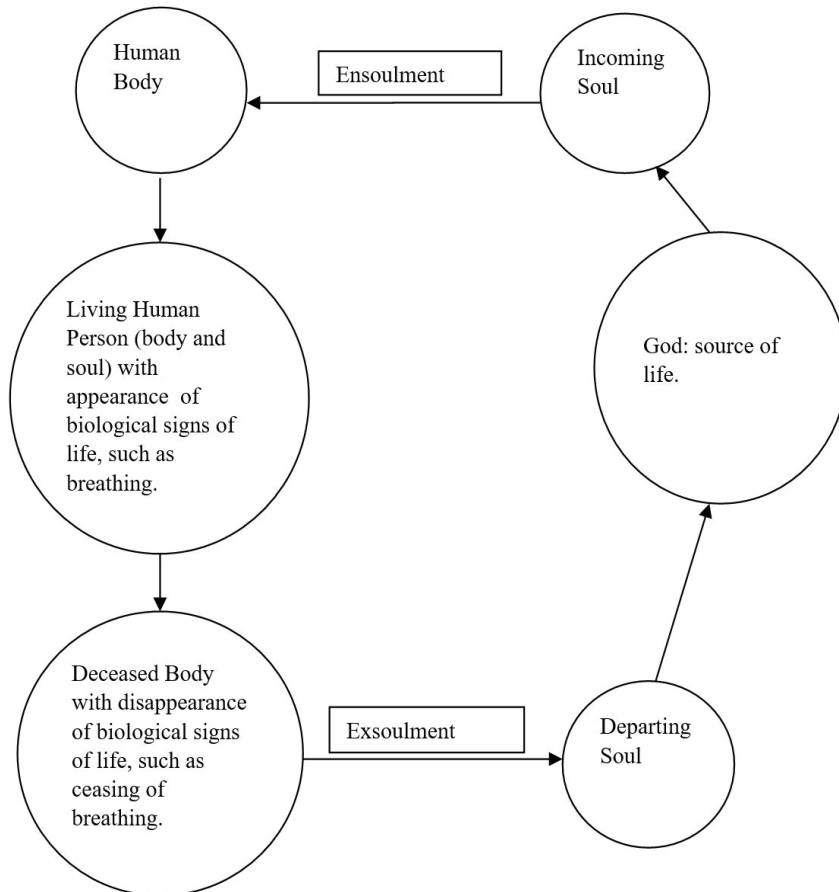 Human
Body
Ensoulment
Incoming
Soul
Living Human
Person (body and
soul) with
appearance of
biological signs of
life, such as
breathing.
God: source of
life.
Deceased Body
with disappearance
of biological signs
of life, such as
ceasing of
breathing.
Exsoulment
Departing
Soul